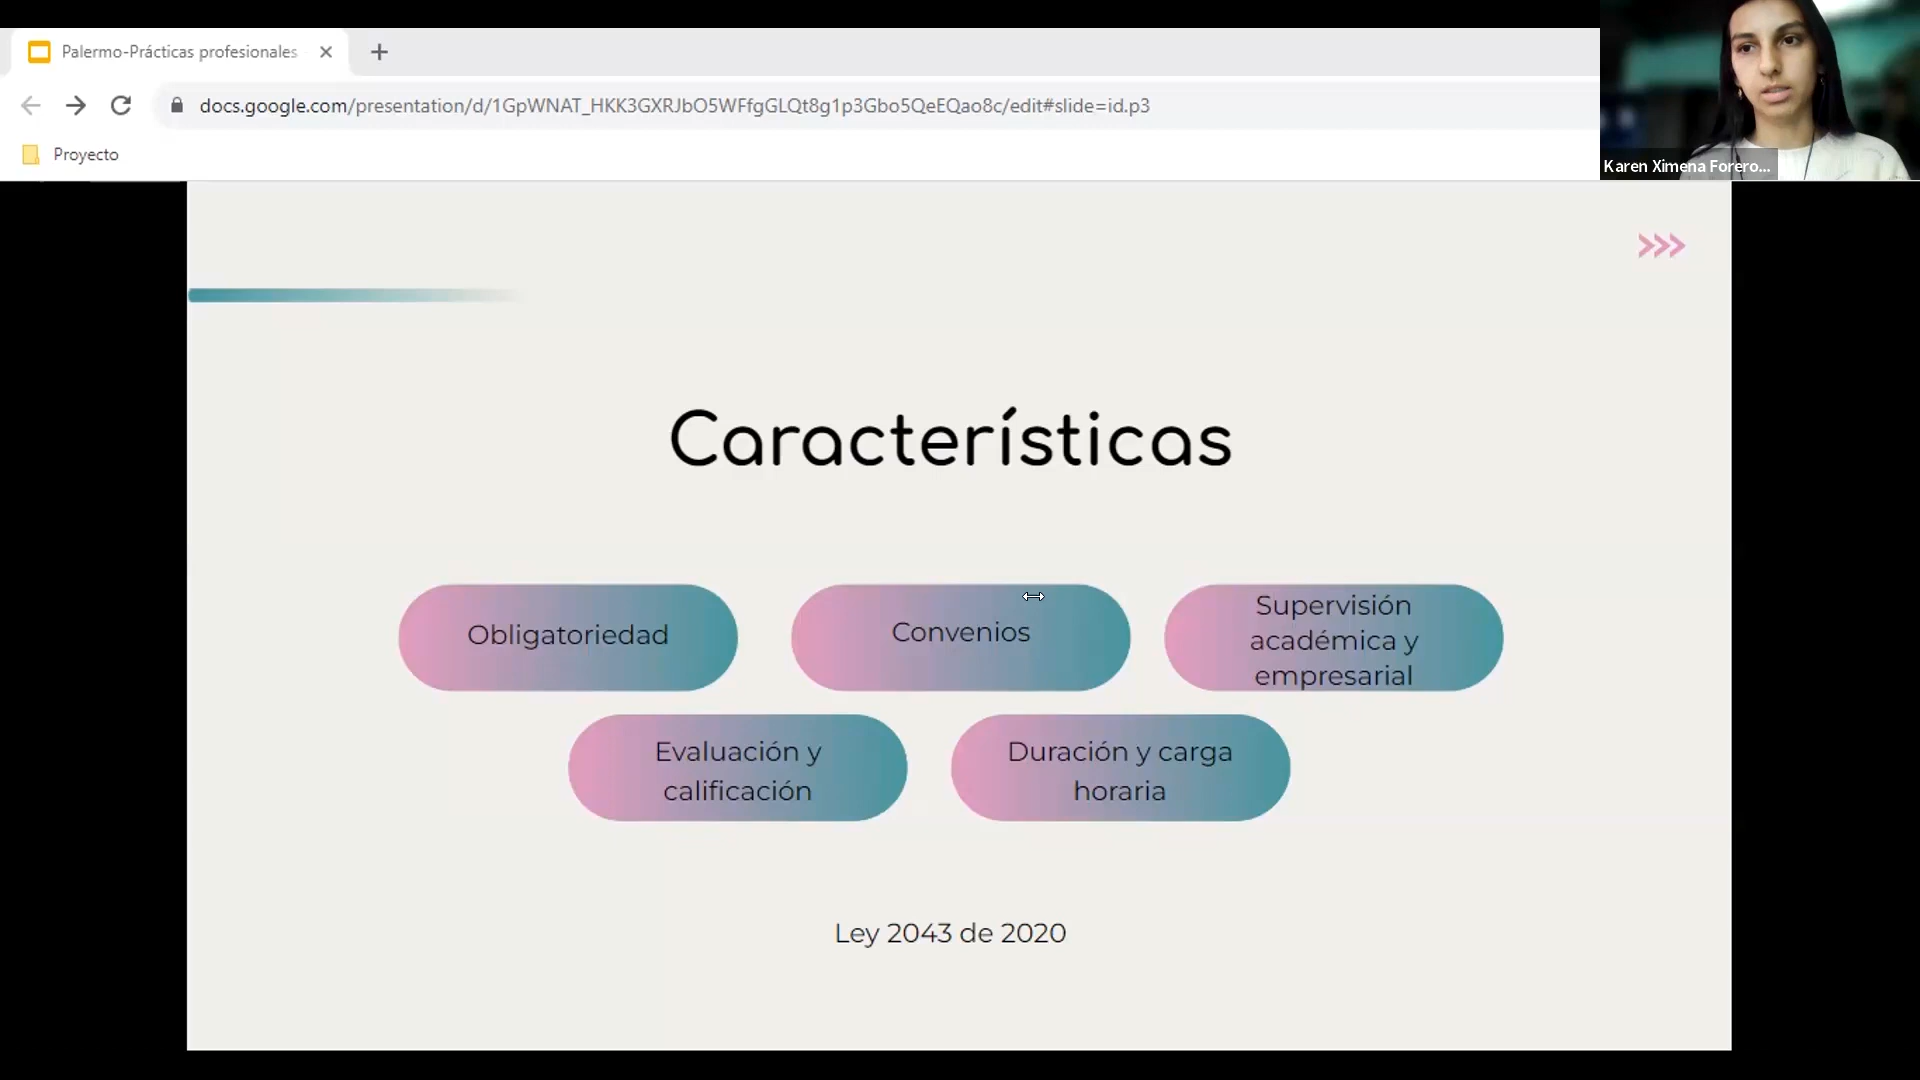 Palermo-Prácticas profesionales
docs.google.com/presentation/d/1GpWNAT_HKK3GXRJbO5WFfgGLQt8g1p3Gbo5QeEQao8c/edit#slide=id.p3
Proyecto
Karen Ximena Forero...
Características
Obligatoriedad
Convenios
Supervisión
académica y
empresarial
Evaluación y
calificación
Duración y carga
horaria
Ley 2043 de 2020